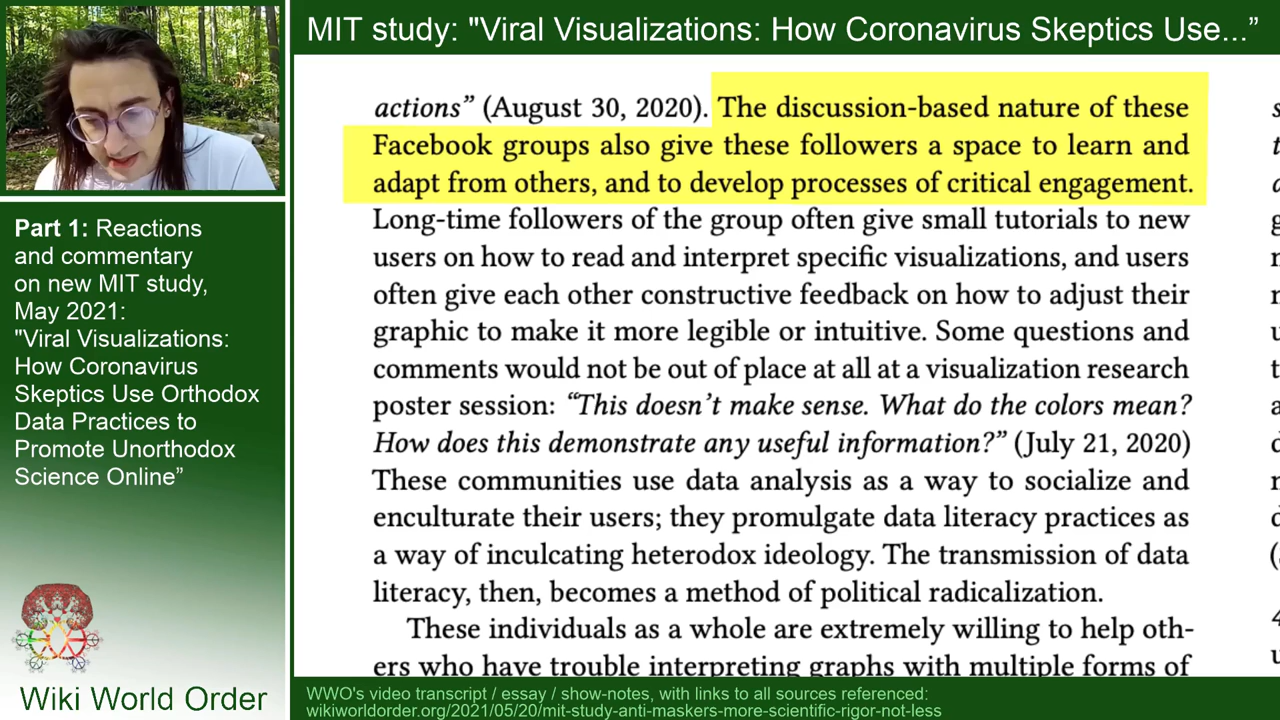 MIT study: "Viral Visualizations: How Coronavirus Skeptics Use...”
actions” (August 30, 2020). The discussion-based nature of these
Facebook groups also give these followers a space to learn and
adapt from others, and to develop processes of critical engagement.
Long-time followers of the group often give small tutorials to new
users on how to read and interpret specific visualizations, and users
often give each other constructive feedback on how to adjust their
graphic to make it more legible or intuitive. Some questions and
comments would not be out of place at all at a visualization research
poster session: “This doesn’t make sense. What do the colors mean?
How does this demonstrate any useful information?” (July 21, 2020)
These communities use data analysis as a way to socialize and
enculturate their users; they promulgate data literacy practices as
a way of inculcating heterodox ideology. The transmission of data
literacy, then, becomes a method of political radicalization.
These individuals as a whole are extremely willing to help oth-
ers who have trouble interpreting graphs with multiple forms of
Part 1: Reactions
and commentary
on new MIT study,
May 2021:
"Viral Visualizations:
How Coronavirus
Skeptics Use Orthodox
Data Practices to
Promote Unorthodox
Science Online”
Wiki World Order
WWO's video transcript / essay / show-notes, with links to all sources referenced:
wikiworldorder.org/2021/05/20/mit-study-anti-maskers-more-scientific-rigor-not-less